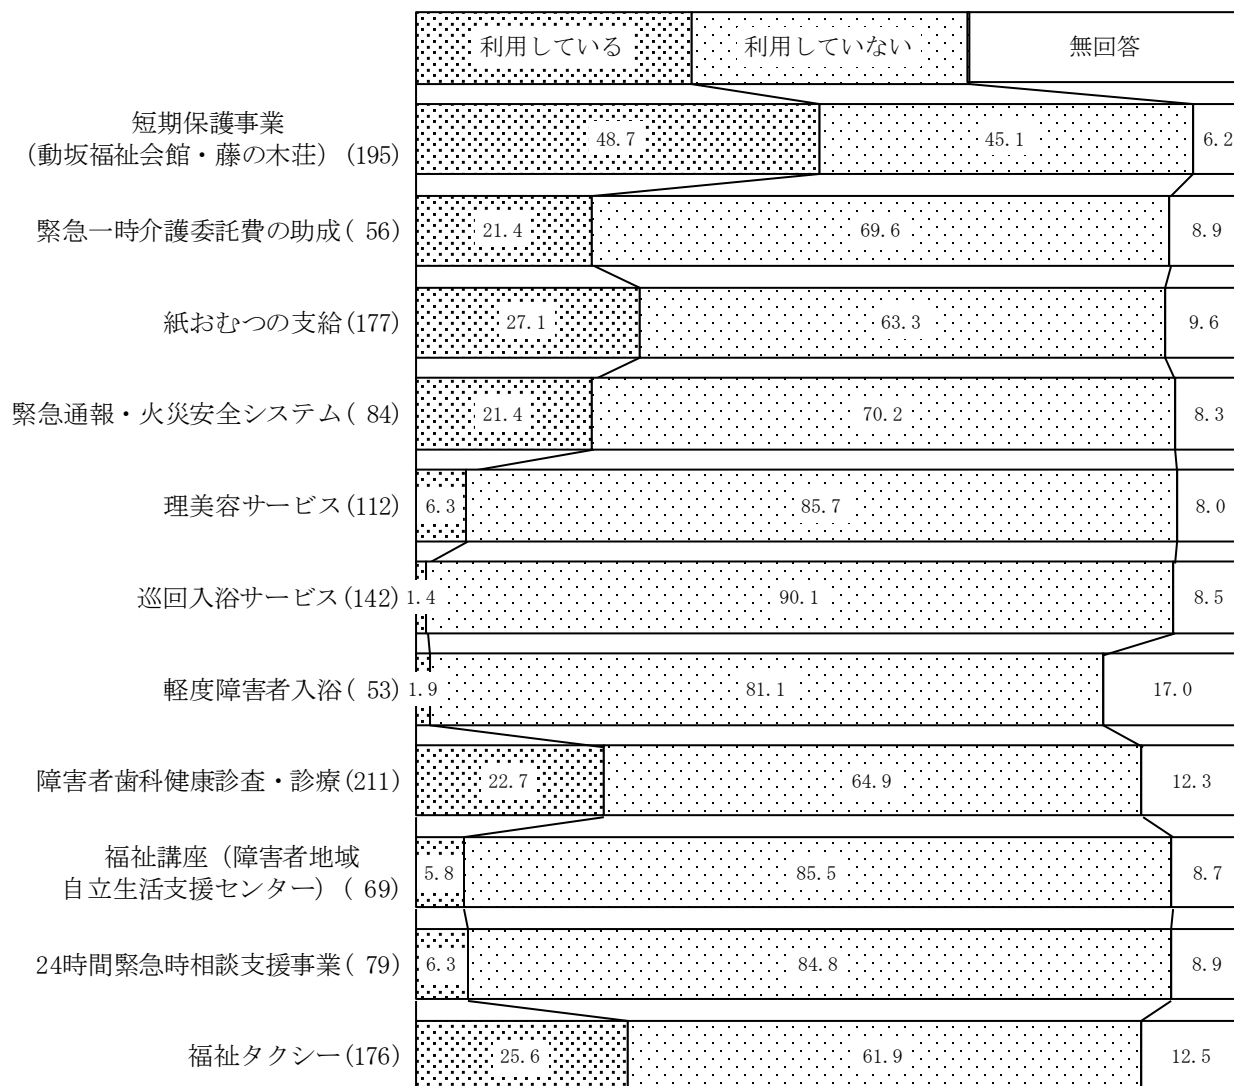 利用している 利用していない 無回答
短期保護事業
（動坂福祉会館・藤の木荘）(195) 48.7 45.1 6.2
緊急一時介護委託費の助成( 56) 21.4 69.6 8.9
紙おむつの支給(177) 27.1 63.3 9.6
緊急通報・火災安全システム( 84) 21.4 70.2 8.3
理美容サービス(112) 6.3 85.7 8.0
巡回入浴サービス(142) 1.4 90.1 8.5
軽度障害者入浴( 53) 1.9 81.1 17.0
障害者歯科健康診査・診療(211) 22.7 64.9 12.3
福祉講座（障害者地域
自立生活支援センター）( 69) 5.8 85.5 8.7
24時間緊急時相談支援事業( 79) 6.3 84.8 8.9
福祉タクシー(176) 25.6 61.9 12.5